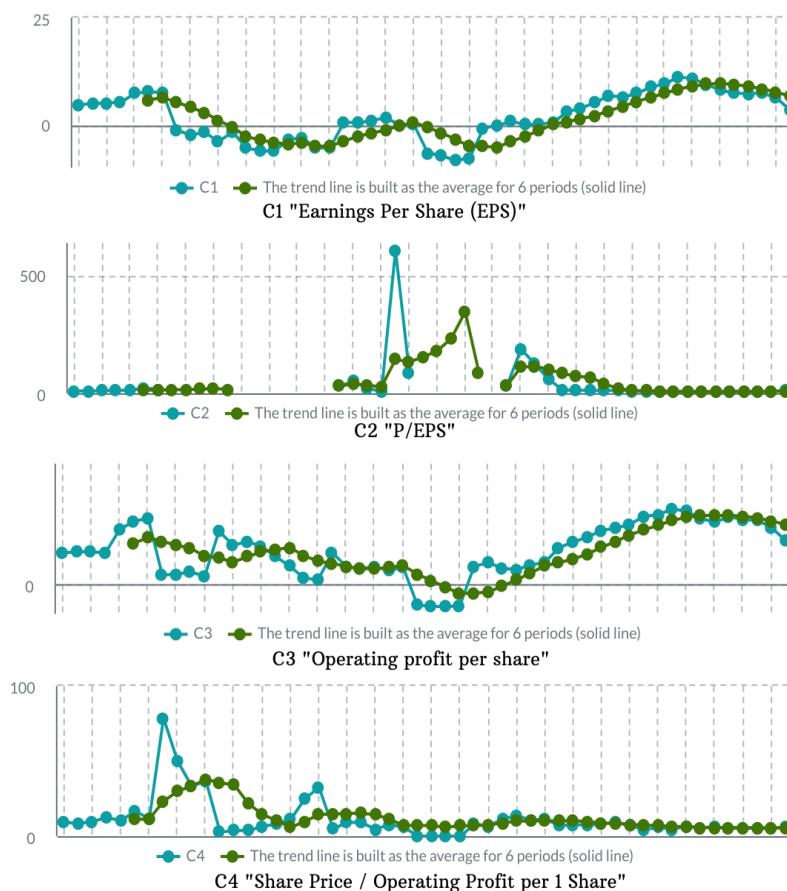 25
0
C1 The trend line is built as the average for 6 periods (solid line)
C1 "Earnings Per Share (EPS)"
500
0
C2 The trend line is built as the average for 6 periods (solid line)
C2 "P/EPS"
0
C3 The trend line is built as the average for 6 periods (solid line)
C3 "Operating profit per share"
100
0
C4 The trend line is built as the average for 6 periods (solid line)
C4 "Share Price / Operating Profit per 1 Share"